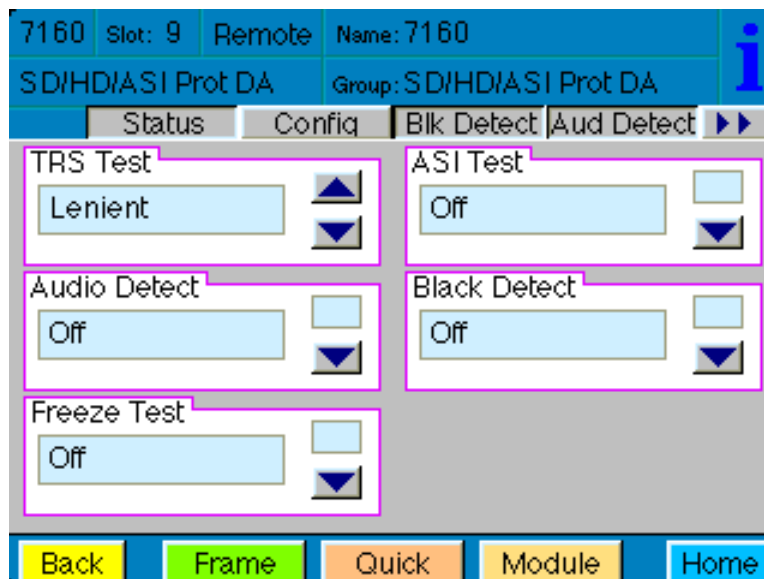 7160 Slot: 9 Remote Name: 7160
SD/HD/ASI Prot DA Group: SD/HD/ASI Prot DA
i
Status Config Blk Detect Aud Detect
TRS Test ASI Test
Lenient Off
Audio Detect Black Detect
Off Off
Freeze Test
Off
Back Frame Quick Module Home